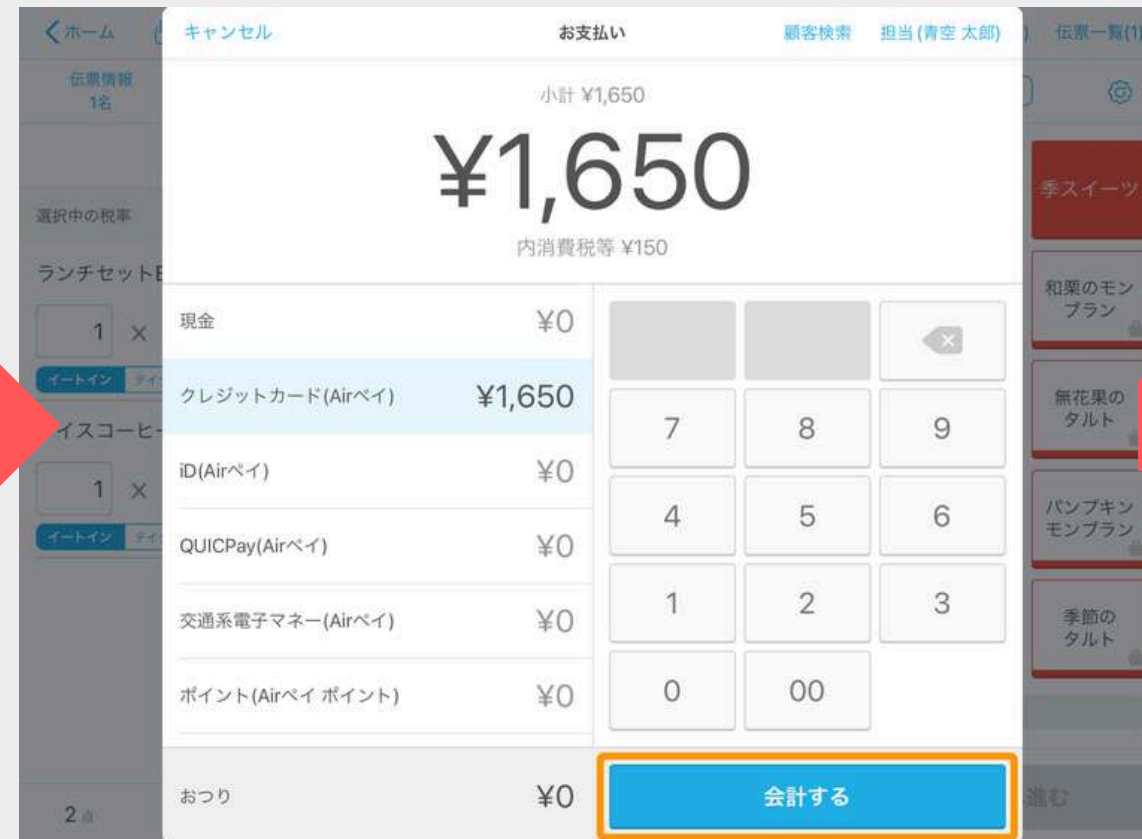 ホーム
キャンセル
お支払い
顧客検索
担当(青空 太郎)
伝票一覧(1)
伝票情報
1名
小計 ¥1,650
¥1,650
内消費税等 ¥150
選択中の税率
季スイーツ
ランチセット
1 ×
イートイン
イスコーヒー
1 ×
イートイン
2 点
現金 ¥0
クレジットカード(Airペイ) ¥1,650
iD(Airペイ) ¥0
QUICPay(Airペイ) ¥0
交通系電子マネー(Airペイ) ¥0
ポイント(Airペイ ポイント) ¥0
おつり ¥0
7 8 9
4 5 6
1 2 3
0 00
会計する
和栗のモン
ブラン
無花果の
タルト
パンプキン
モンブラン
季節の
タルト
進む